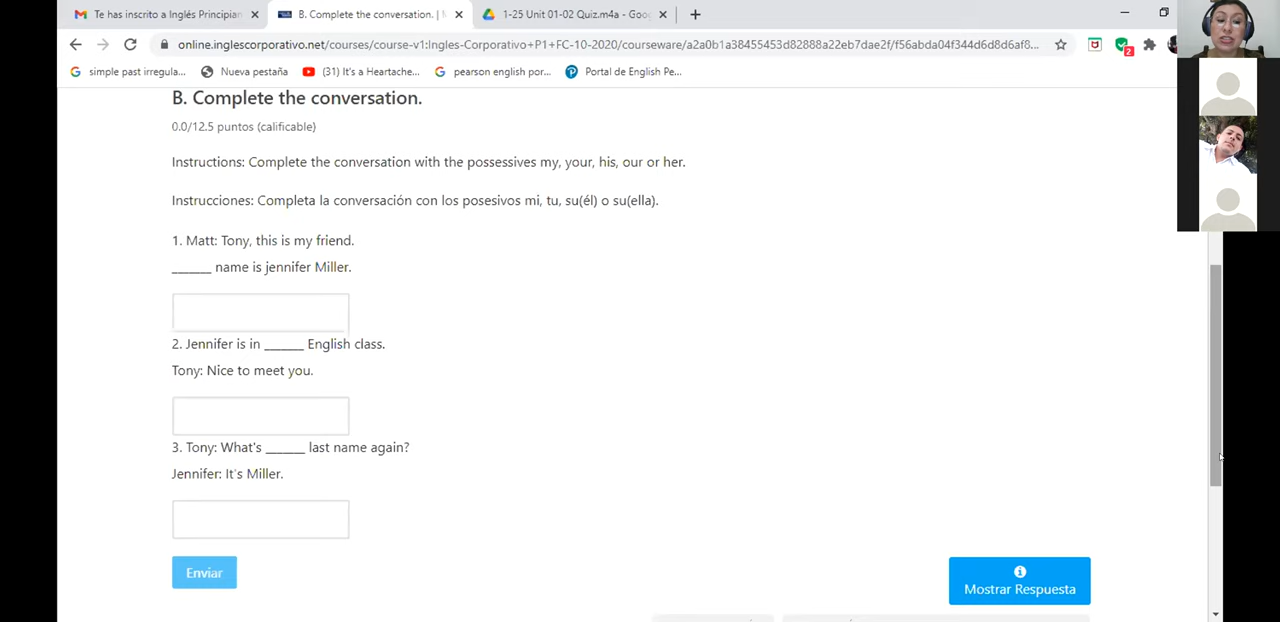 Te has inscrito a Inglés Principian
B. Complete the conversation. |
1-25 Unit 01-02 Quiz.m4a - Goo
online.inglescorporativo.net/courses/course-v1:Ingles-Corporativo+P1+FC-10-2020/courseware/a2a0b1a38455453d82888a22eb7dae2f/f56abda04f344d6d8d6af8...
simple past irregula...
Nueva pestaña
(31) It's a Heartache...
pearson english por...
Portal de English Pe...
2
B. Complete the conversation.
0.0/12.5 puntos (calificable)
Instructions: Complete the conversation with the possessives my, your, his, our or her.
Instrucciones: Completa la conversación con los posesivos mi, tu, su(él) o su(ella).
1. Matt: Tony, this is my friend.
______ name is jennifer Miller.
2. Jennifer is in ______ English class.
Tony: Nice to meet you.
3. Tony: What's ______ last name again?
Jennifer: It's Miller.
Enviar
Mostrar Respuesta